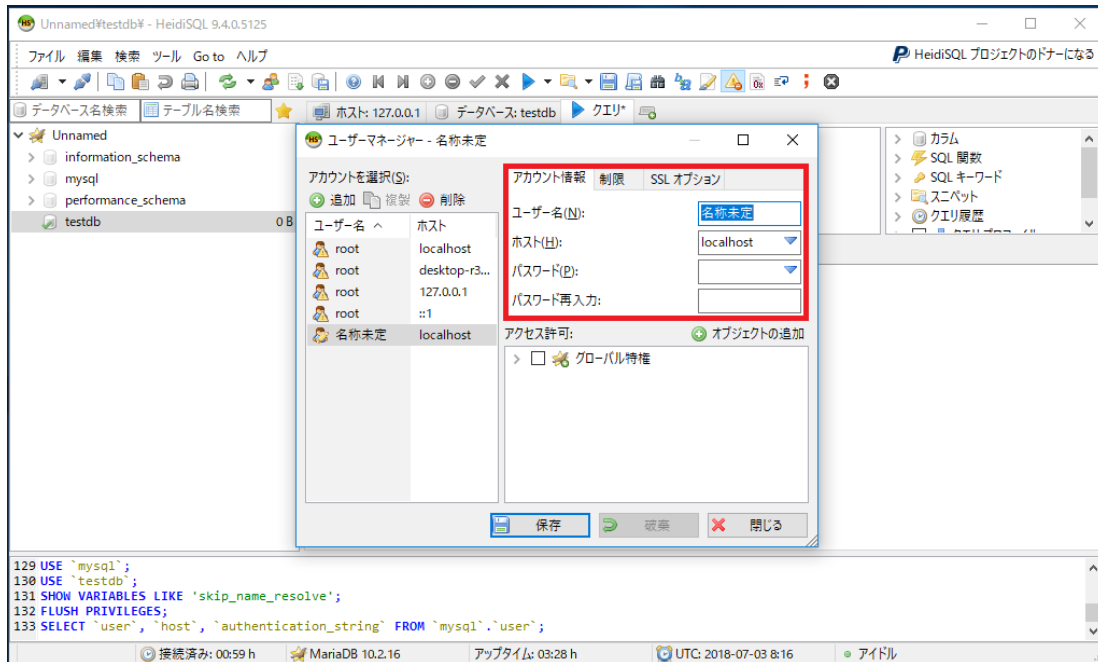 Unnamed¥testdb¥ - HeidiSQL 9.4.0.5125
ファイル 編集 検索 ツール Go to ヘルプ
HeidiSQL プロジェクトのドナーになる
データベース名検索 テーブル名検索
ホスト: 127.0.0.1 データベース: testdb クエリ*
Unnamed
information_schema
mysql
performance_schema
testdb 0 B
カラム
SQL 関数
SQL キーワード
スニペット
クエリ履歴
ユーザーマネージャー - 名称未定
アカウントを選択(S):
追加 複製 削除
ユーザー名 ホスト
root localhost
root desktop-r3...
root 127.0.0.1
root ::1
名称未定 localhost
アカウント情報 制限 SSL オプション
ユーザー名(N): 名称未定
ホスト(H): localhost
パスワード(P):
パスワード再入力:
アクセス許可: オブジェクトの追加
グローバル特権
保存 破棄 閉じる
129 USE `mysql`;
130 USE `testdb`;
131 SHOW VARIABLES LIKE 'skip_name_resolve';
132 FLUSH PRIVILEGES;
133 SELECT `user`, `host`, `authentication_string` FROM `mysql`.`user`;
接続済み: 00:59 h MariaDB 10.2.16 アップタイム: 03:28 h UTC: 2018-07-03 8:16 アイドル